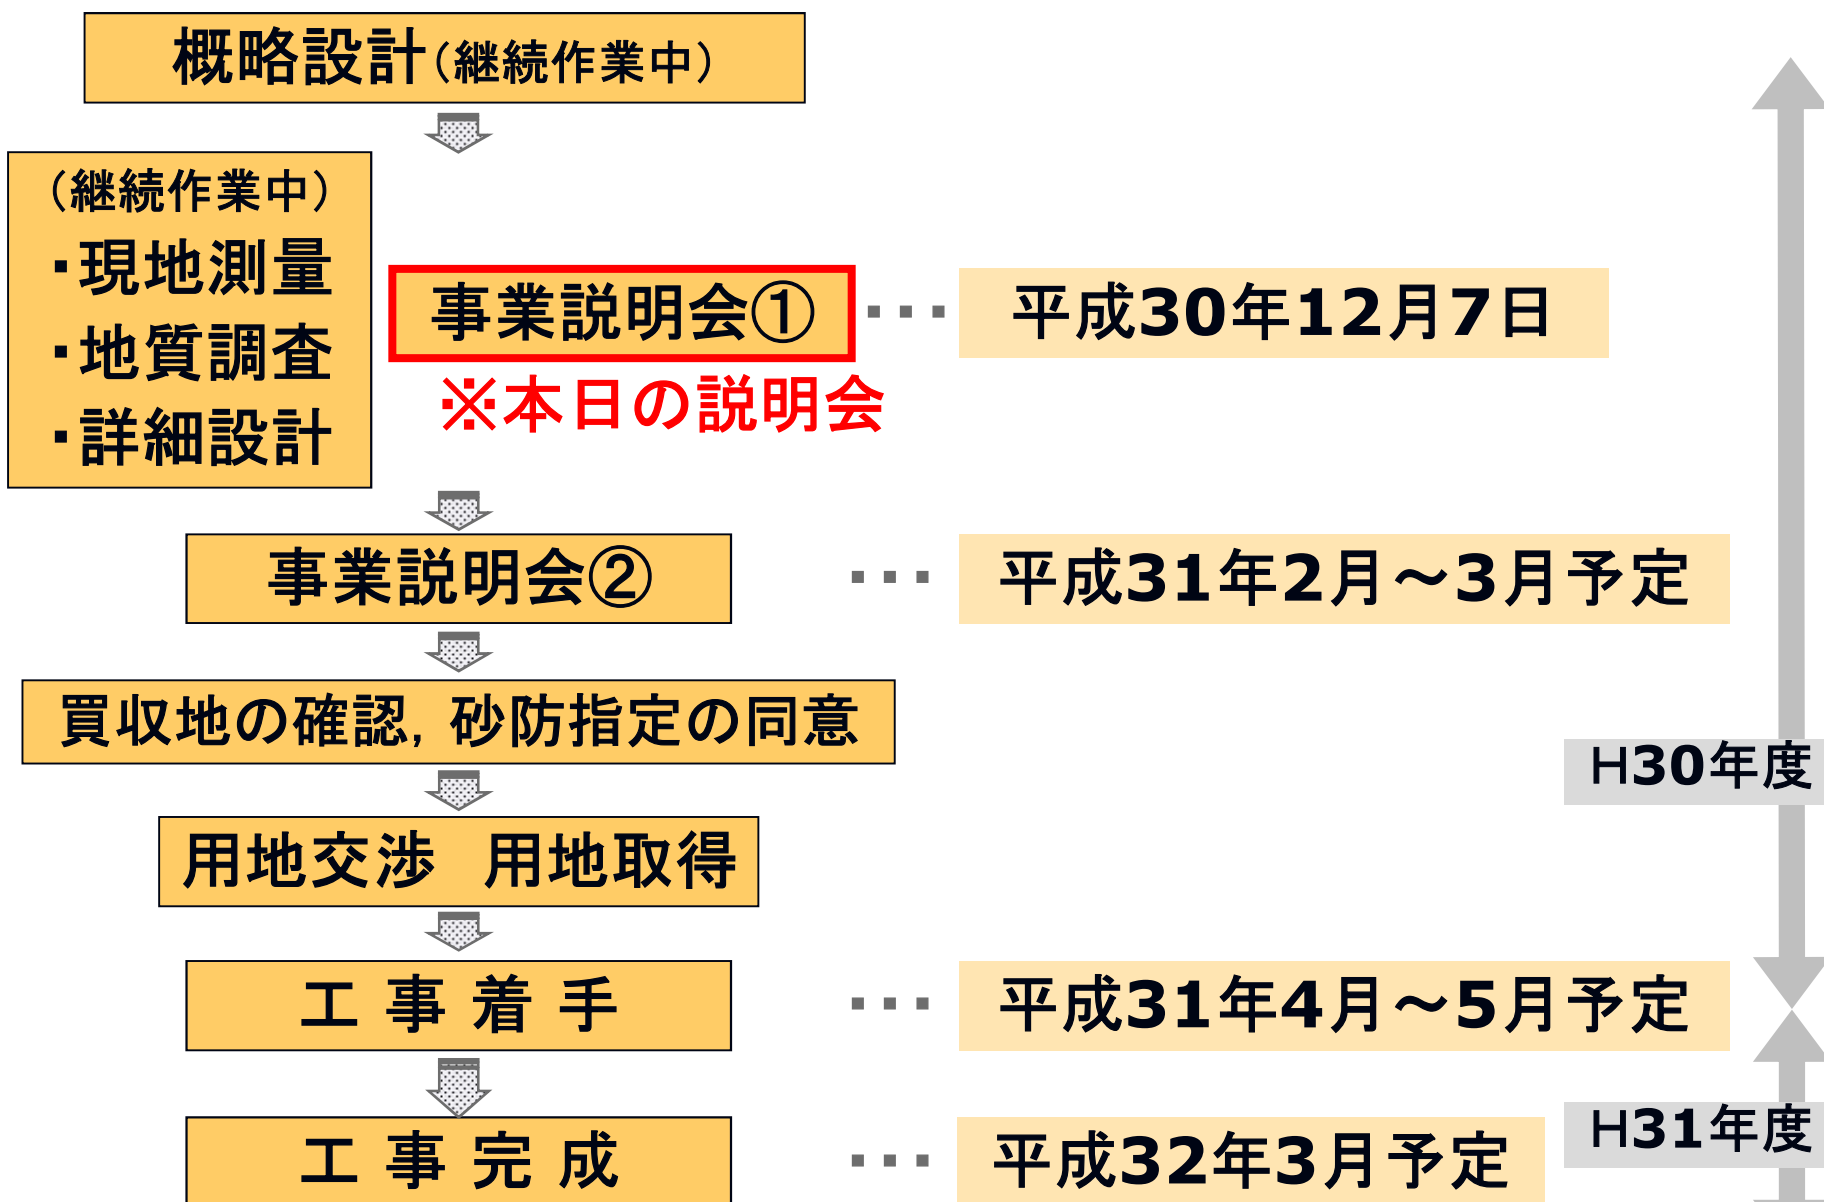 概略設計（継続作業中）
（継続作業中）
・現地測量
・地質調査
・詳細設計
事業説明会① ・・・ 平成30年12月7日
※本日の説明会
事業説明会② ・・・ 平成31年2月～3月予定
買収地の確認，砂防指定の同意
H30年度
用地交渉　用地取得
工 事 着 手 ・・・ 平成31年4月～5月予定
H31年度
工 事 完 成 ・・・ 平成32年3月予定